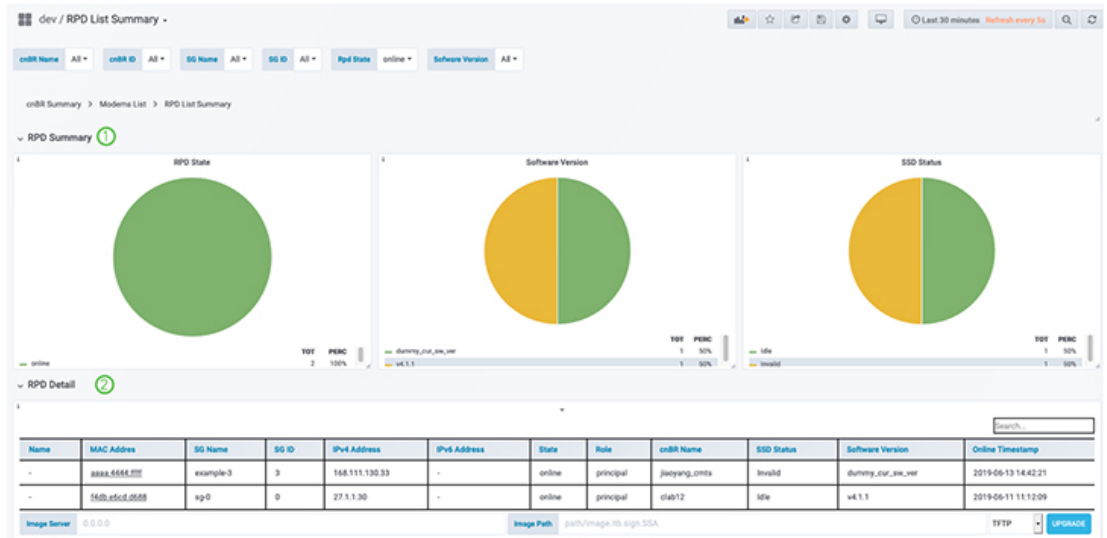 dev / RPD List Summary
Last 30 minutes Refresh every 5s
cnBR Name All cnBR ID All SG Name All SG ID All Rpd State online Sofware Version All
cnBR Summary > Modems List > RPD List Summary
RPD Summary 1
RPD State
TOT PERC
online 2 100%
Software Version
TOT PERC
dummy_cur_sw_ver 1 50%
v4.1.1 1 50%
SSD Status
TOT PERC
Idle 1 50%
Invalid 1 50%
RPD Detail 2
Search...
Name MAC Addres SG Name SG ID IPv4 Address IPv6 Address State Role cnBR Name SSD Status Software Version Online Timestamp
- aaaa.4444.ffff example-3 3 168.111.130.33 - online principal jiaoyang_cmts Invalid dummy_cur_sw_ver 2019-06-13 14:42:21
- f4db.e6cd.d688 sg-0 0 27.1.1.30 - online principal clab12 Idle v4.1.1 2019-06-11 11:12:09
Image Server 0.0.0.0 Image Path path/image.itb.sign.SSA TFTP UPGRADE